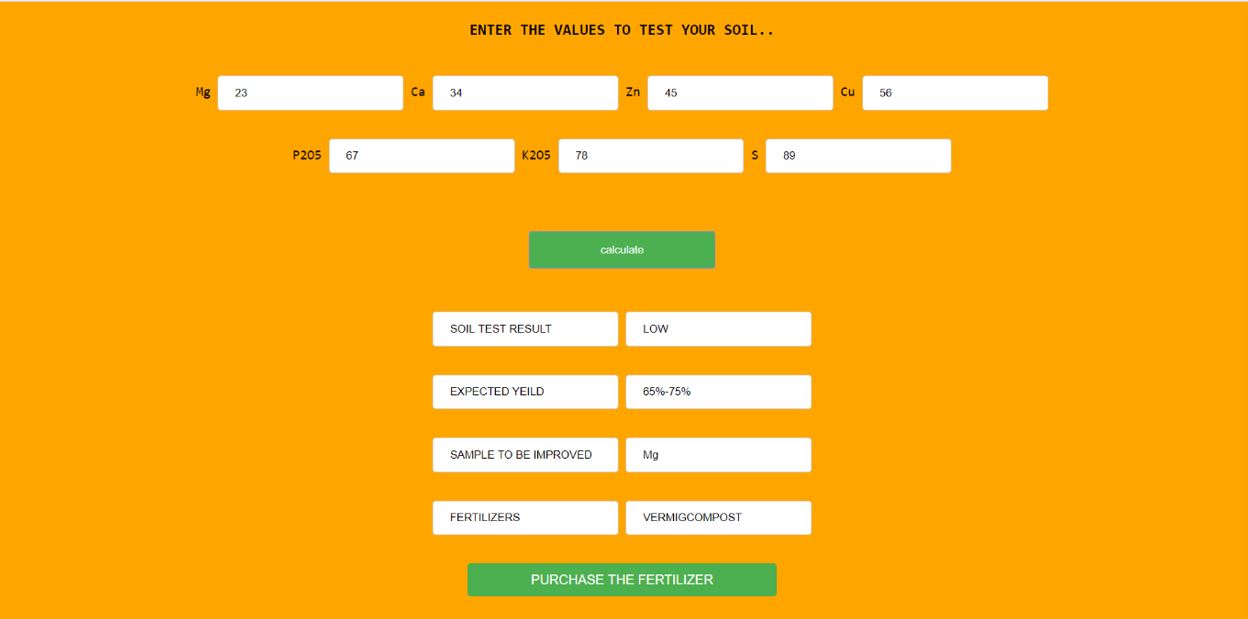 ENTER THE VALUES TO TEST YOUR SOIL..
Mg 23 Ca 34 Zn 45 Cu 56
P2O5 67 K2O5 78 S 89
calculate
SOIL TEST RESULT LOW
EXPECTED YEILD 65%-75%
SAMPLE TO BE IMPROVED Mg
FERTILIZERS VERMIGCOMPOST
PURCHASE THE FERTILIZER